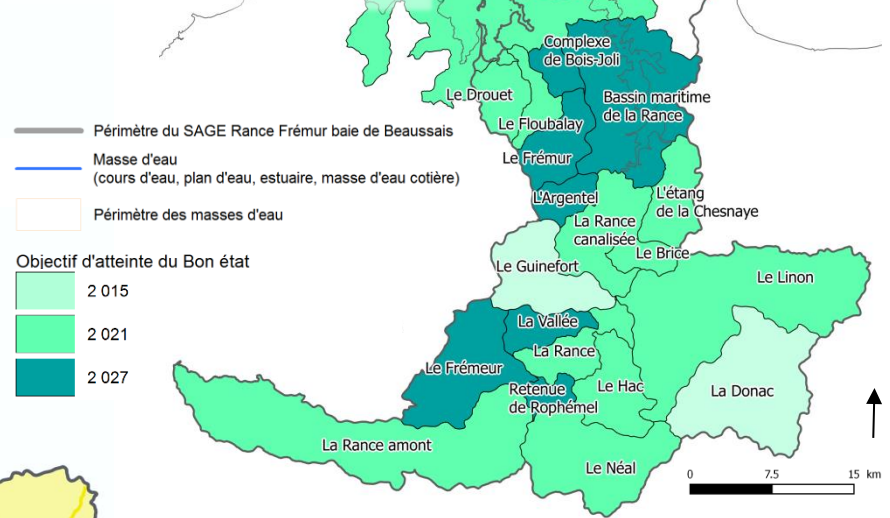 Complexe
de Bois-Joli
Le Drouet
Bassin maritime
de la Rance
Le Floubalay
Périmètre du SAGE Rance Frémur baie de Beaussais
Masse d'eau
(cours d'eau, plan d'eau, estuaire, masse d'eau cotière)
Le Frémur
L'Argentel
L'étang
de la Chesnaye
Périmètre des masses d'eau
La Rance
canalisée
Le Brice
Objectif d'atteinte du Bon état
2 015
2 021
2 027
Le Guinefort
Le Linon
La Vallée
La Rance
Le Frémeur
Retenue
de Rophémel
Le Hac
La Donac
La Rance amont
Le Néal
0 7.5 15 km